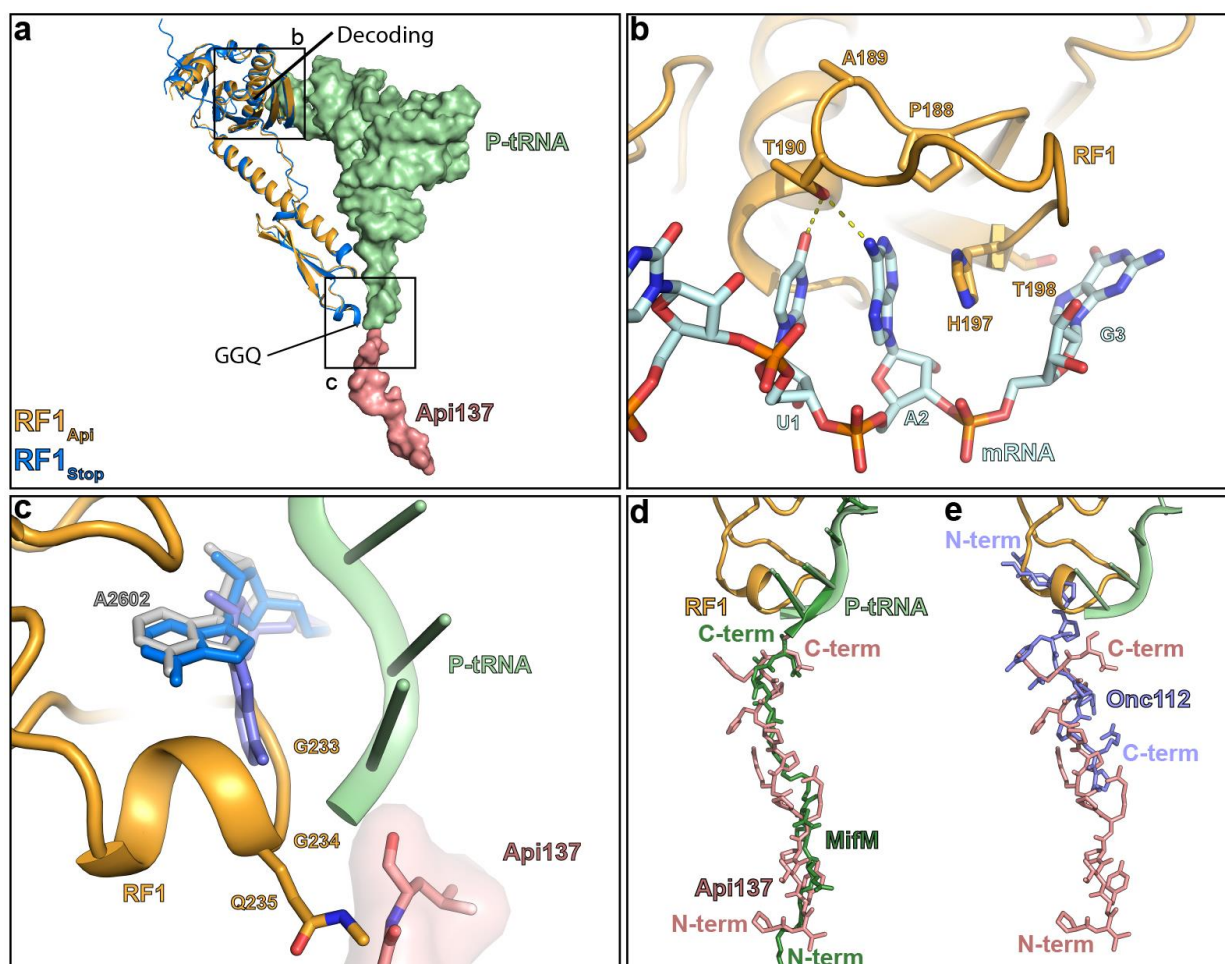 a
b
Decoding
P-tRNA
GGQ
c
Api137
RF1Api
RF1Stop
b
A189
P188
T190
RF1
T198
H197
G3
U1
A2
mRNA
c
A2602
P-tRNA
G233
G234
Api137
RF1
Q235
d
RF1
P-tRNA
C-term
C-term
MifM
Api137
N-term
N-term
e
N-term
C-term
Onc112
C-term
N-term